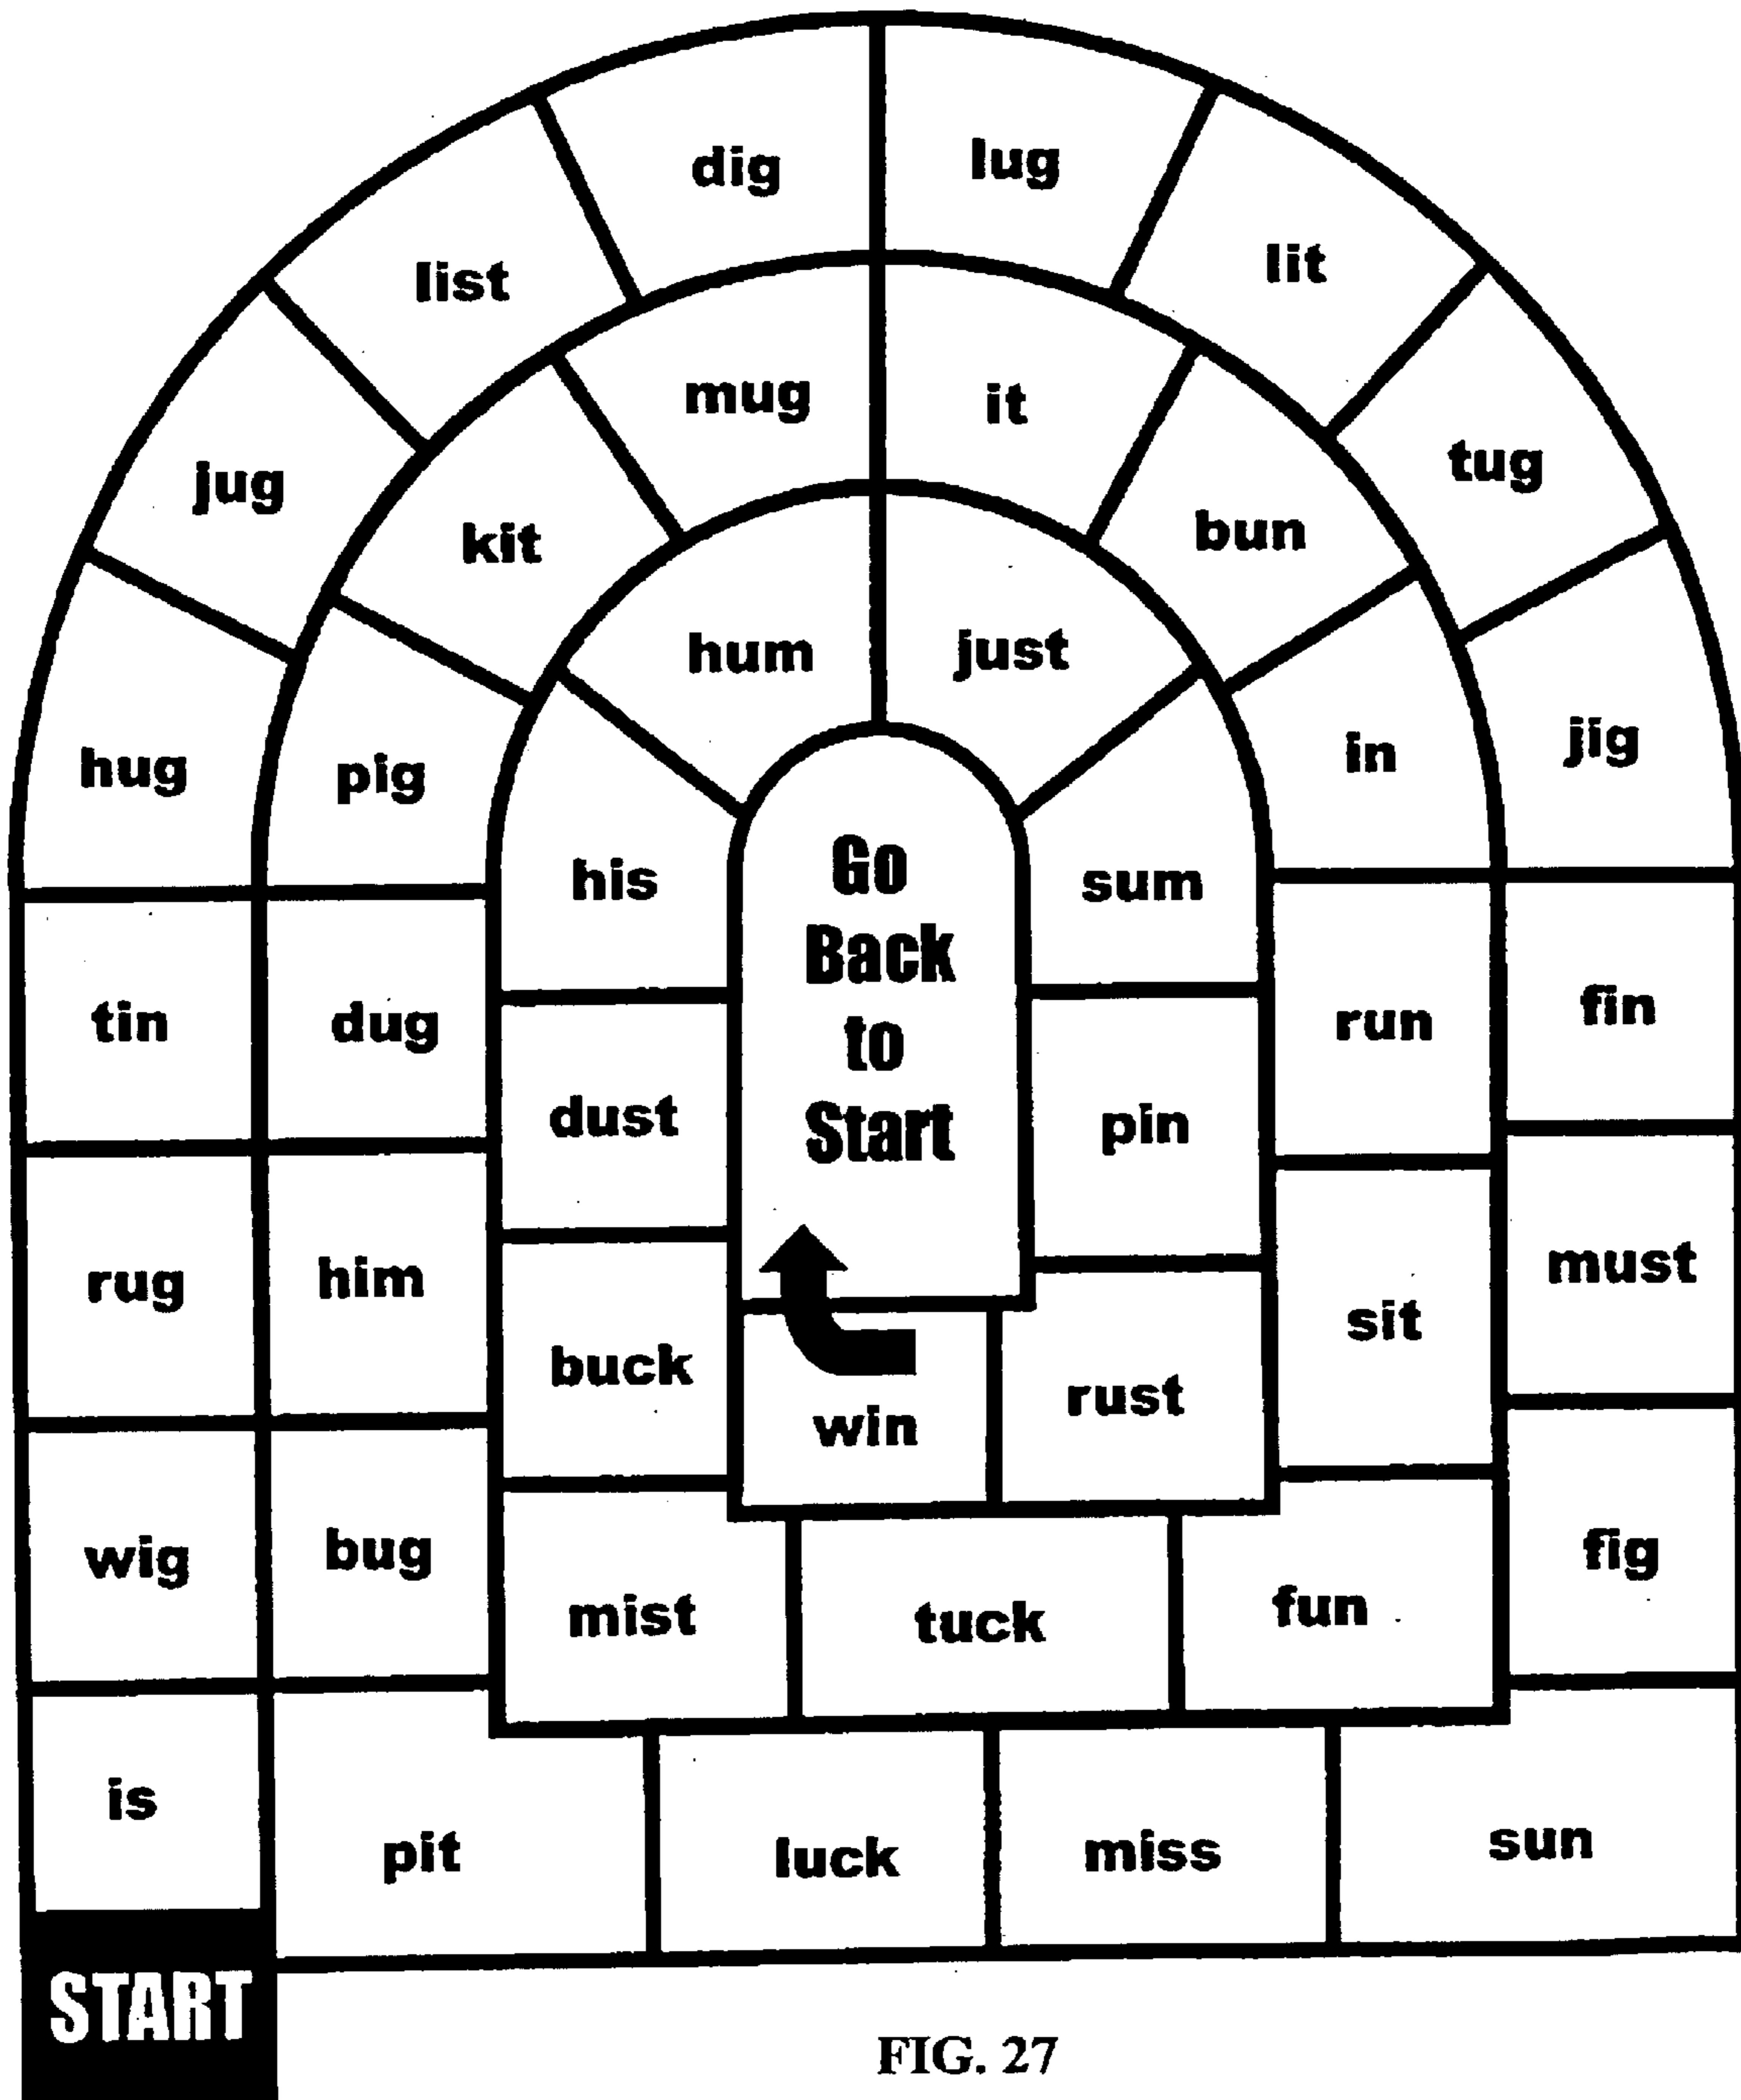 START
is
wig
rug
tin
hug
jug
list
dig
lug
lit
tug
jig
fin
must
fig
sun
miss
luck
pit
bug
him
dug
pig
kit
mug
it
bun
in
run
sit
fun
tuck
mist
buck
dust
his
hum
just
sum
pin
rust
win
Go
Back
to
Start
FIG. 27